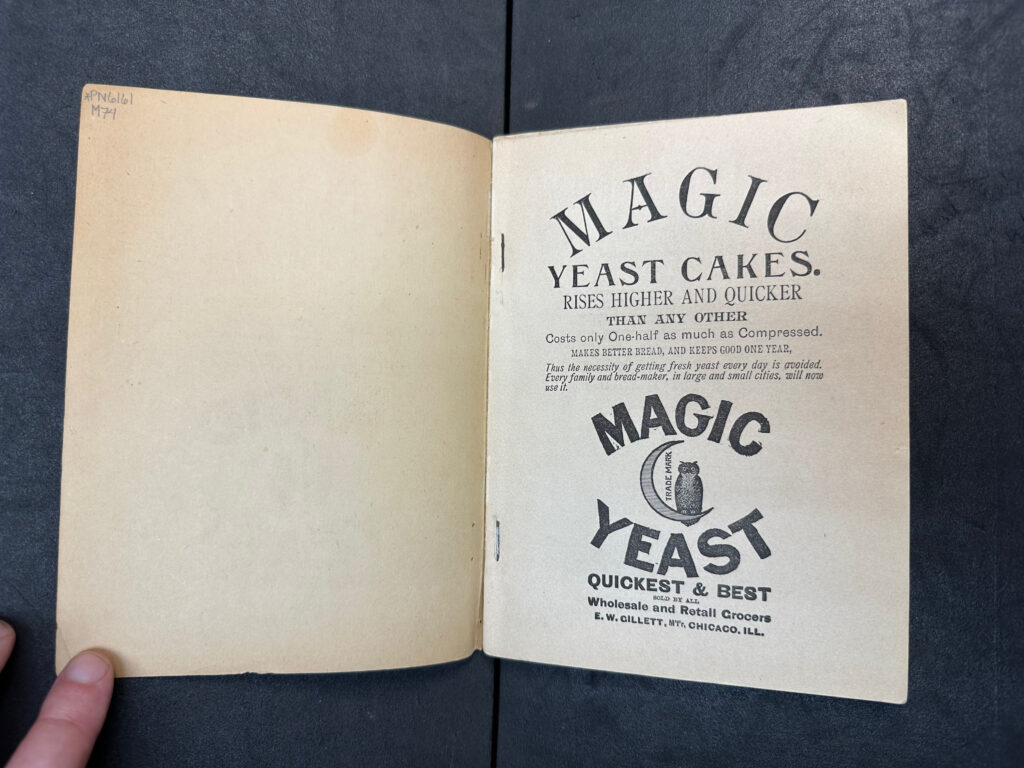 *PN6161
M74
MAGIC
YEAST CAKES.
RISES HIGHER AND QUICKER
THAN ANY OTHER
Costs only One-half as much as Compressed.
MAKES BETTER BREAD, AND KEEPS GOOD ONE YEAR,
Thus the necessity of getting fresh yeast every day is avoided.
Every family and bread-maker, in large and small cities, will now
use it.
MAGIC
TRADE MARK
YEAST
QUICKEST & BEST
SOLD BY ALL
Wholesale and Retail Grocers
E. W. GILLETT, M'f'r, CHICAGO, ILL.